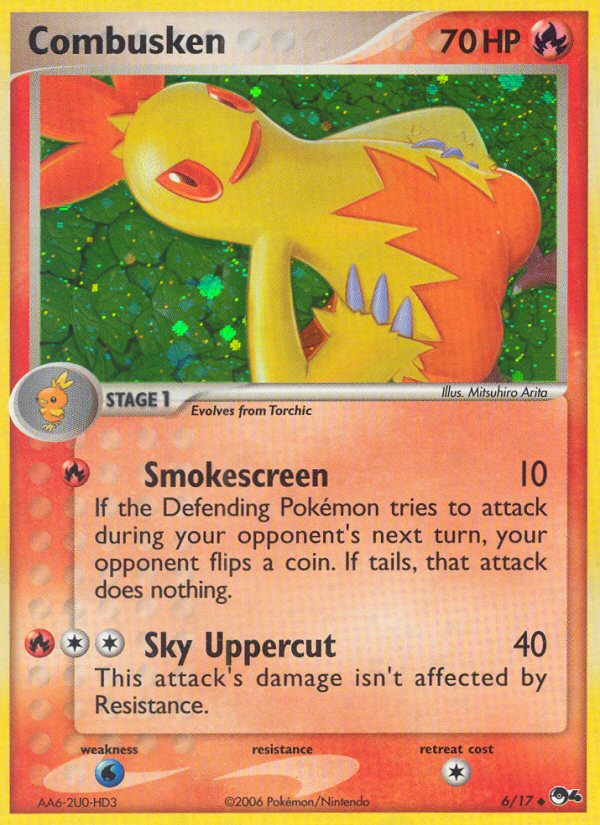 Combusken 70 HP
Illus. Mitsuhiro Arita
STAGE 1
Evolves from Torchic
Smokescreen 10
If the Defending Pokémon tries to attack
during your opponent's next turn, your
opponent flips a coin. If tails, that attack
does nothing.
Sky Uppercut 40
This attack's damage isn't affected by
Resistance.
weakness resistance retreat cost
AA6-2U0-HD3 ©2006 Pokémon/Nintendo 6/17 ◆ 4